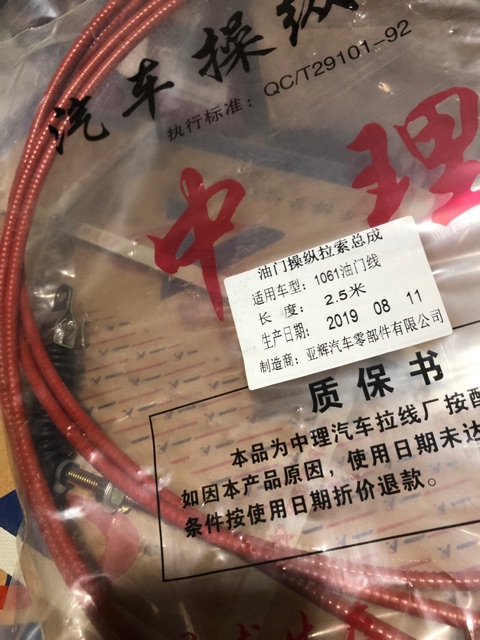 汽车操纵
执行标准：QC/T29101-92
中理
油门操纵拉索总成
适用车型：1061油门线
长 度：2.5米
生产日期：2019 08 11
制造商：亚辉汽车零部件有限公司
质保书
本品为中理汽车拉线厂按配
如因本产品原因，使用日期未达
条件按使用日期折价退款。